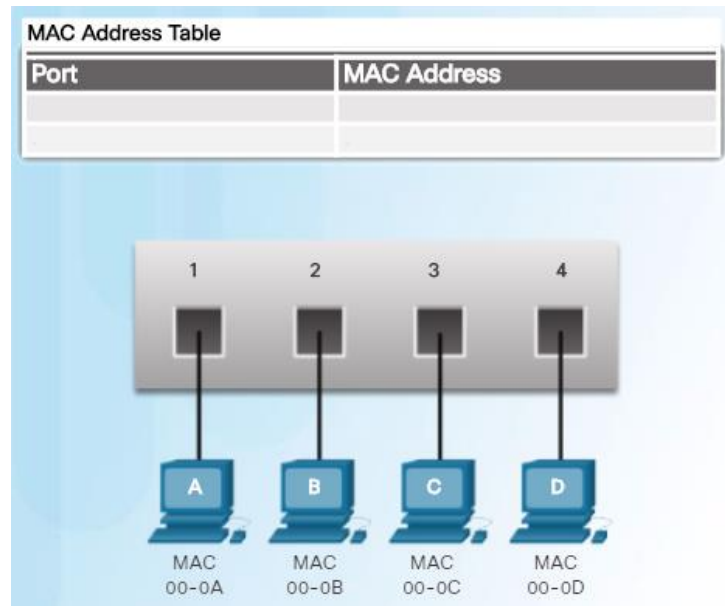 MAC Address Table
Port MAC Address
1 2 3 4
A B C D
MAC MAC MAC MAC
00-0A 00-0B 00-0C 00-0D